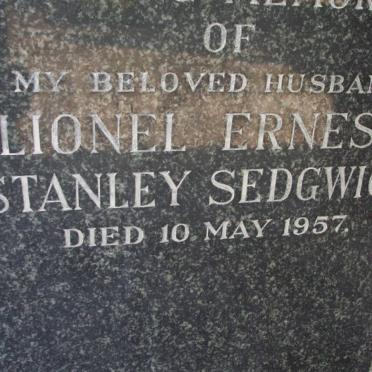 OF
MY BELOVED HUSBAN
LIONEL ERNES
STANLEY SEDGWIC
DIED 10 MAY 1957.